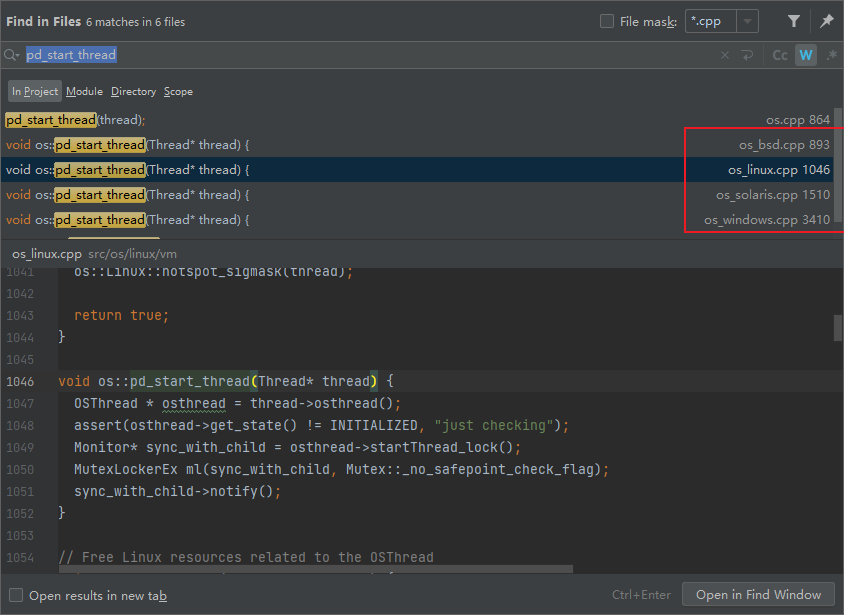 Find in Files 6 matches in 6 files File mask: *.cpp
pd_start_thread Cc W .*
In Project Module Directory Scope
pd_start_thread(thread); os.cpp 864
void os::pd_start_thread(Thread* thread) { os_bsd.cpp 893
void os::pd_start_thread(Thread* thread) { os_linux.cpp 1046
void os::pd_start_thread(Thread* thread) { os_solaris.cpp 1510
void os::pd_start_thread(Thread* thread) { os_windows.cpp 3410
os_linux.cpp src/os/linux/vm
1041 os::Linux::hotspot_sigmask(thread);
1042
1043 return true;
1044 }
1045
1046 void os::pd_start_thread(Thread* thread) {
1047 OSThread * osthread = thread->osthread();
1048 assert(osthread->get_state() != INITIALIZED, "just checking");
1049 Monitor* sync_with_child = osthread->startThread_lock();
1050 MutexLockerEx ml(sync_with_child, Mutex::_no_safepoint_check_flag);
1051 sync_with_child->notify();
1052 }
1053
1054 // Free Linux resources related to the OSThread
Open results in new tab Ctrl+Enter Open in Find Window